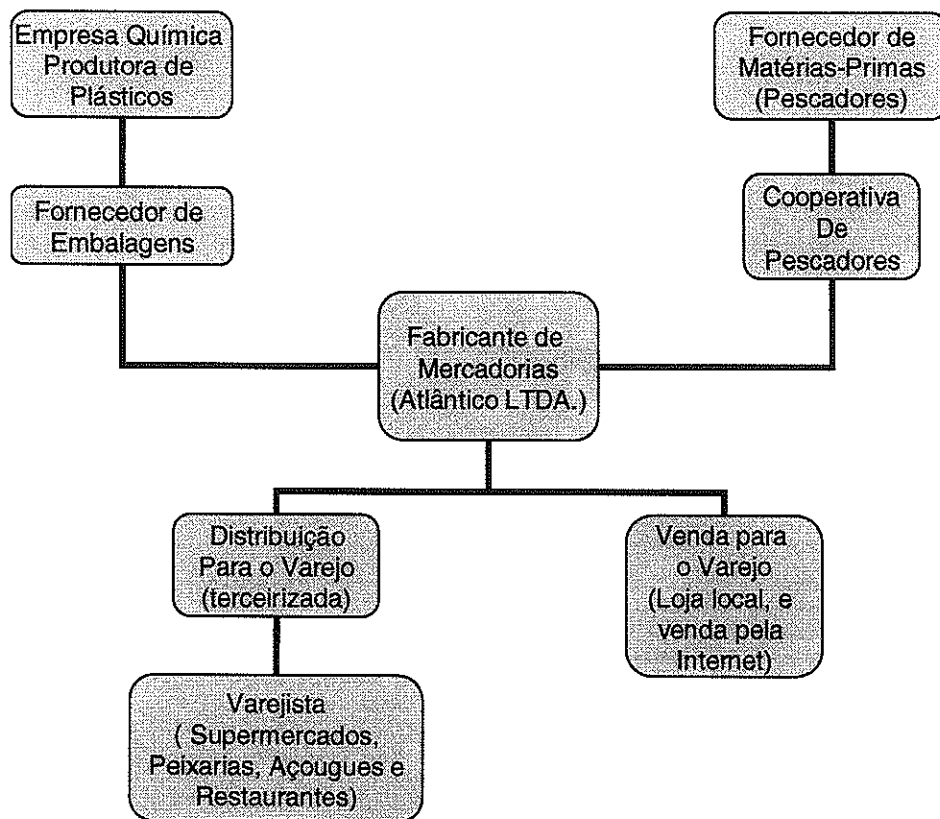 Empresa Química
Produtora de
Plásticos
Fornecedor de
Matérias-Primas
(Pescadores)
Fornecedor de
Embalagens
Cooperativa
De
Pescadores
Fabricante de
Mercadorias
(Atlântico LTDA.)
Distribuição
Para o Varejo
(terceirizada)
Venda para
o Varejo
(Loja local, e
venda pela
Internet)
Varejista
( Supermercados,
Peixarias, Açougues e
Restaurantes)